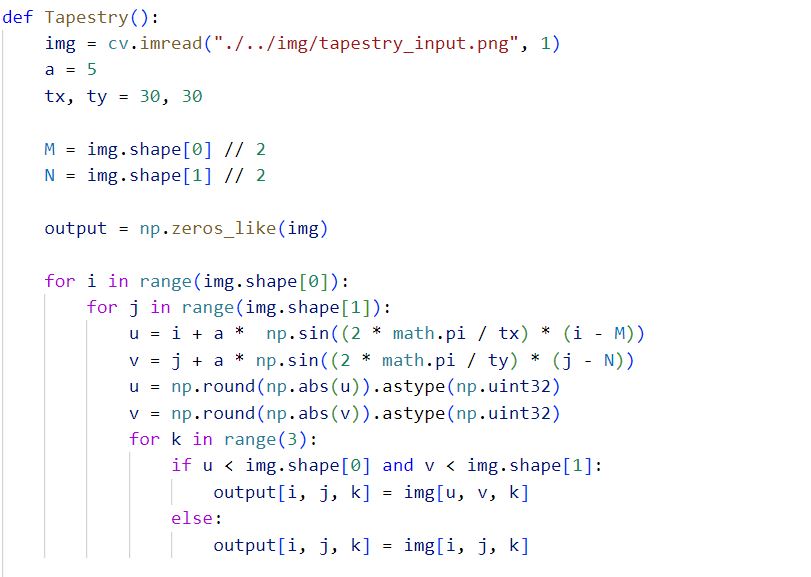 def Tapestry():
    img = cv.imread("./../img/tapestry_input.png", 1)
    a = 5
    tx, ty = 30, 30

    M = img.shape[0] // 2
    N = img.shape[1] // 2

    output = np.zeros_like(img)

    for i in range(img.shape[0]):
        for j in range(img.shape[1]):
            u = i + a *  np.sin((2 * math.pi / tx) * (i - M))
            v = j + a * np.sin((2 * math.pi / ty) * (j - N))
            u = np.round(np.abs(u)).astype(np.uint32)
            v = np.round(np.abs(v)).astype(np.uint32)
            for k in range(3):
                if u < img.shape[0] and v < img.shape[1]:
                    output[i, j, k] = img[u, v, k]
                else:
                    output[i, j, k] = img[i, j, k]